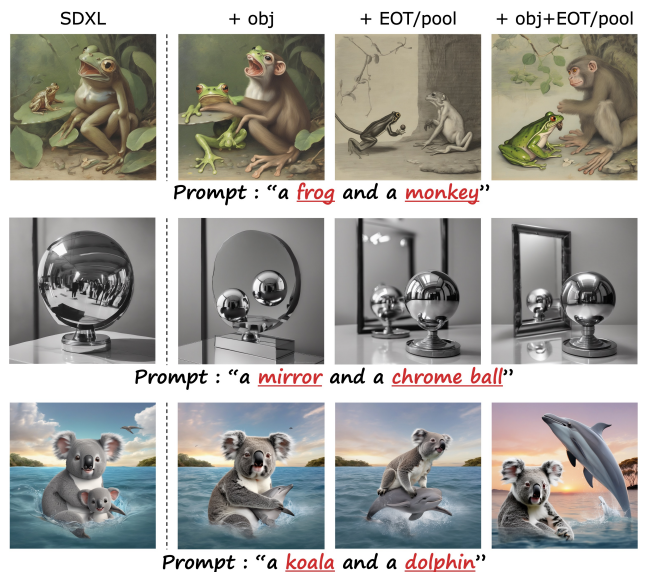 SDXL + obj + EOT/pool + obj+EOT/pool
Prompt : “a frog and a monkey”
Prompt : “a mirror and a chrome ball”
Prompt : “a koala and a dolphin”